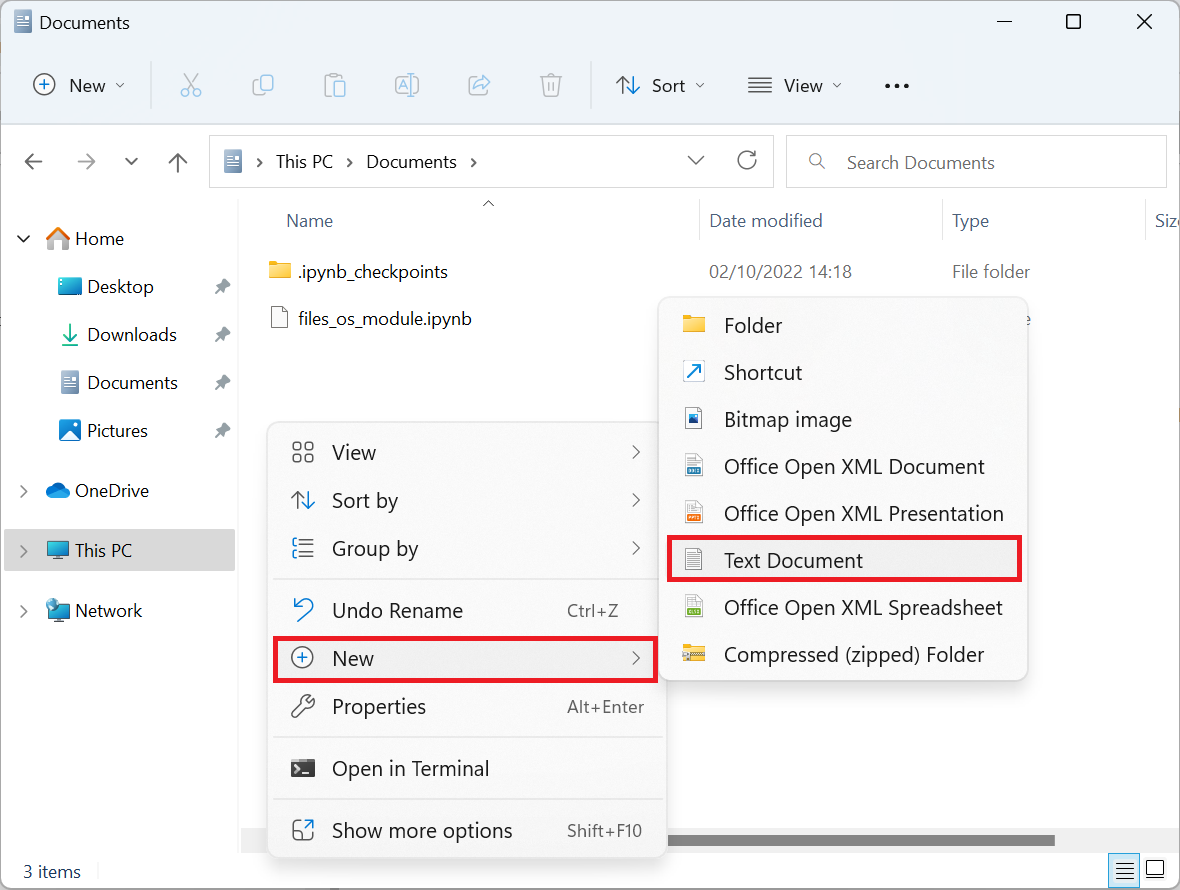 Documents
New
Sort
View
This PC
Documents
Search Documents
Name
Date modified
Type
Home
.ipynb_checkpoints
02/10/2022 14:18
File folder
Desktop
files_os_module.ipynb
Downloads
Documents
Pictures
OneDrive
This PC
Network
View
Sort by
Group by
Undo Rename Ctrl+Z
New
Properties Alt+Enter
Open in Terminal
Show more options Shift+F10
Folder
Shortcut
Bitmap image
Office Open XML Document
Office Open XML Presentation
Text Document
Office Open XML Spreadsheet
Compressed (zipped) Folder
3 items